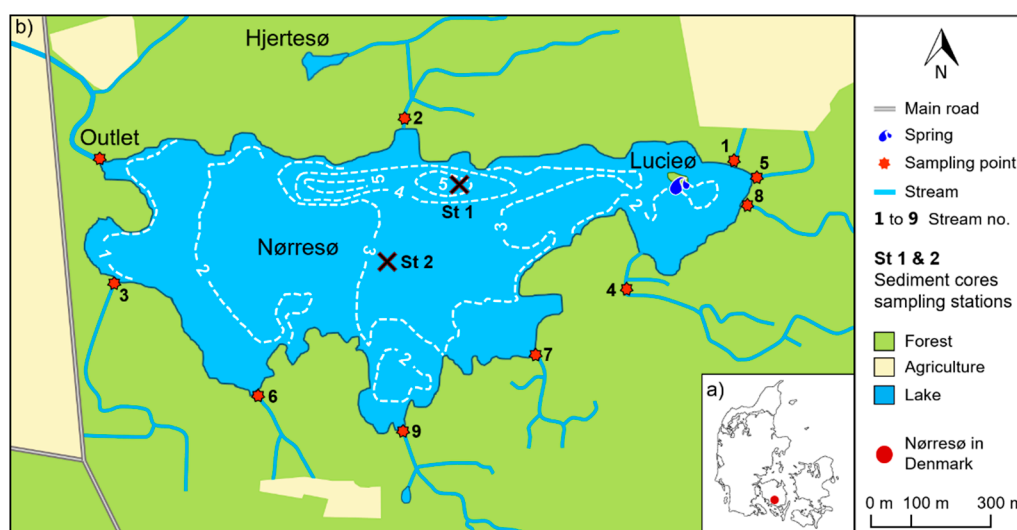 b)
Hjertesø
2
Outlet
Lucieø
1
5
8
5
4
5
St 1
2
3
Nørresø
3
St 2
2
1
3
4
2
7
6
9
a)
N
Main road
Spring
Sampling point
Stream
1 to 9 Stream no.
St 1 & 2
Sediment cores
sampling stations
Forest
Agriculture
Lake
Nørresø in
Denmark
0 m 100 m 300 m